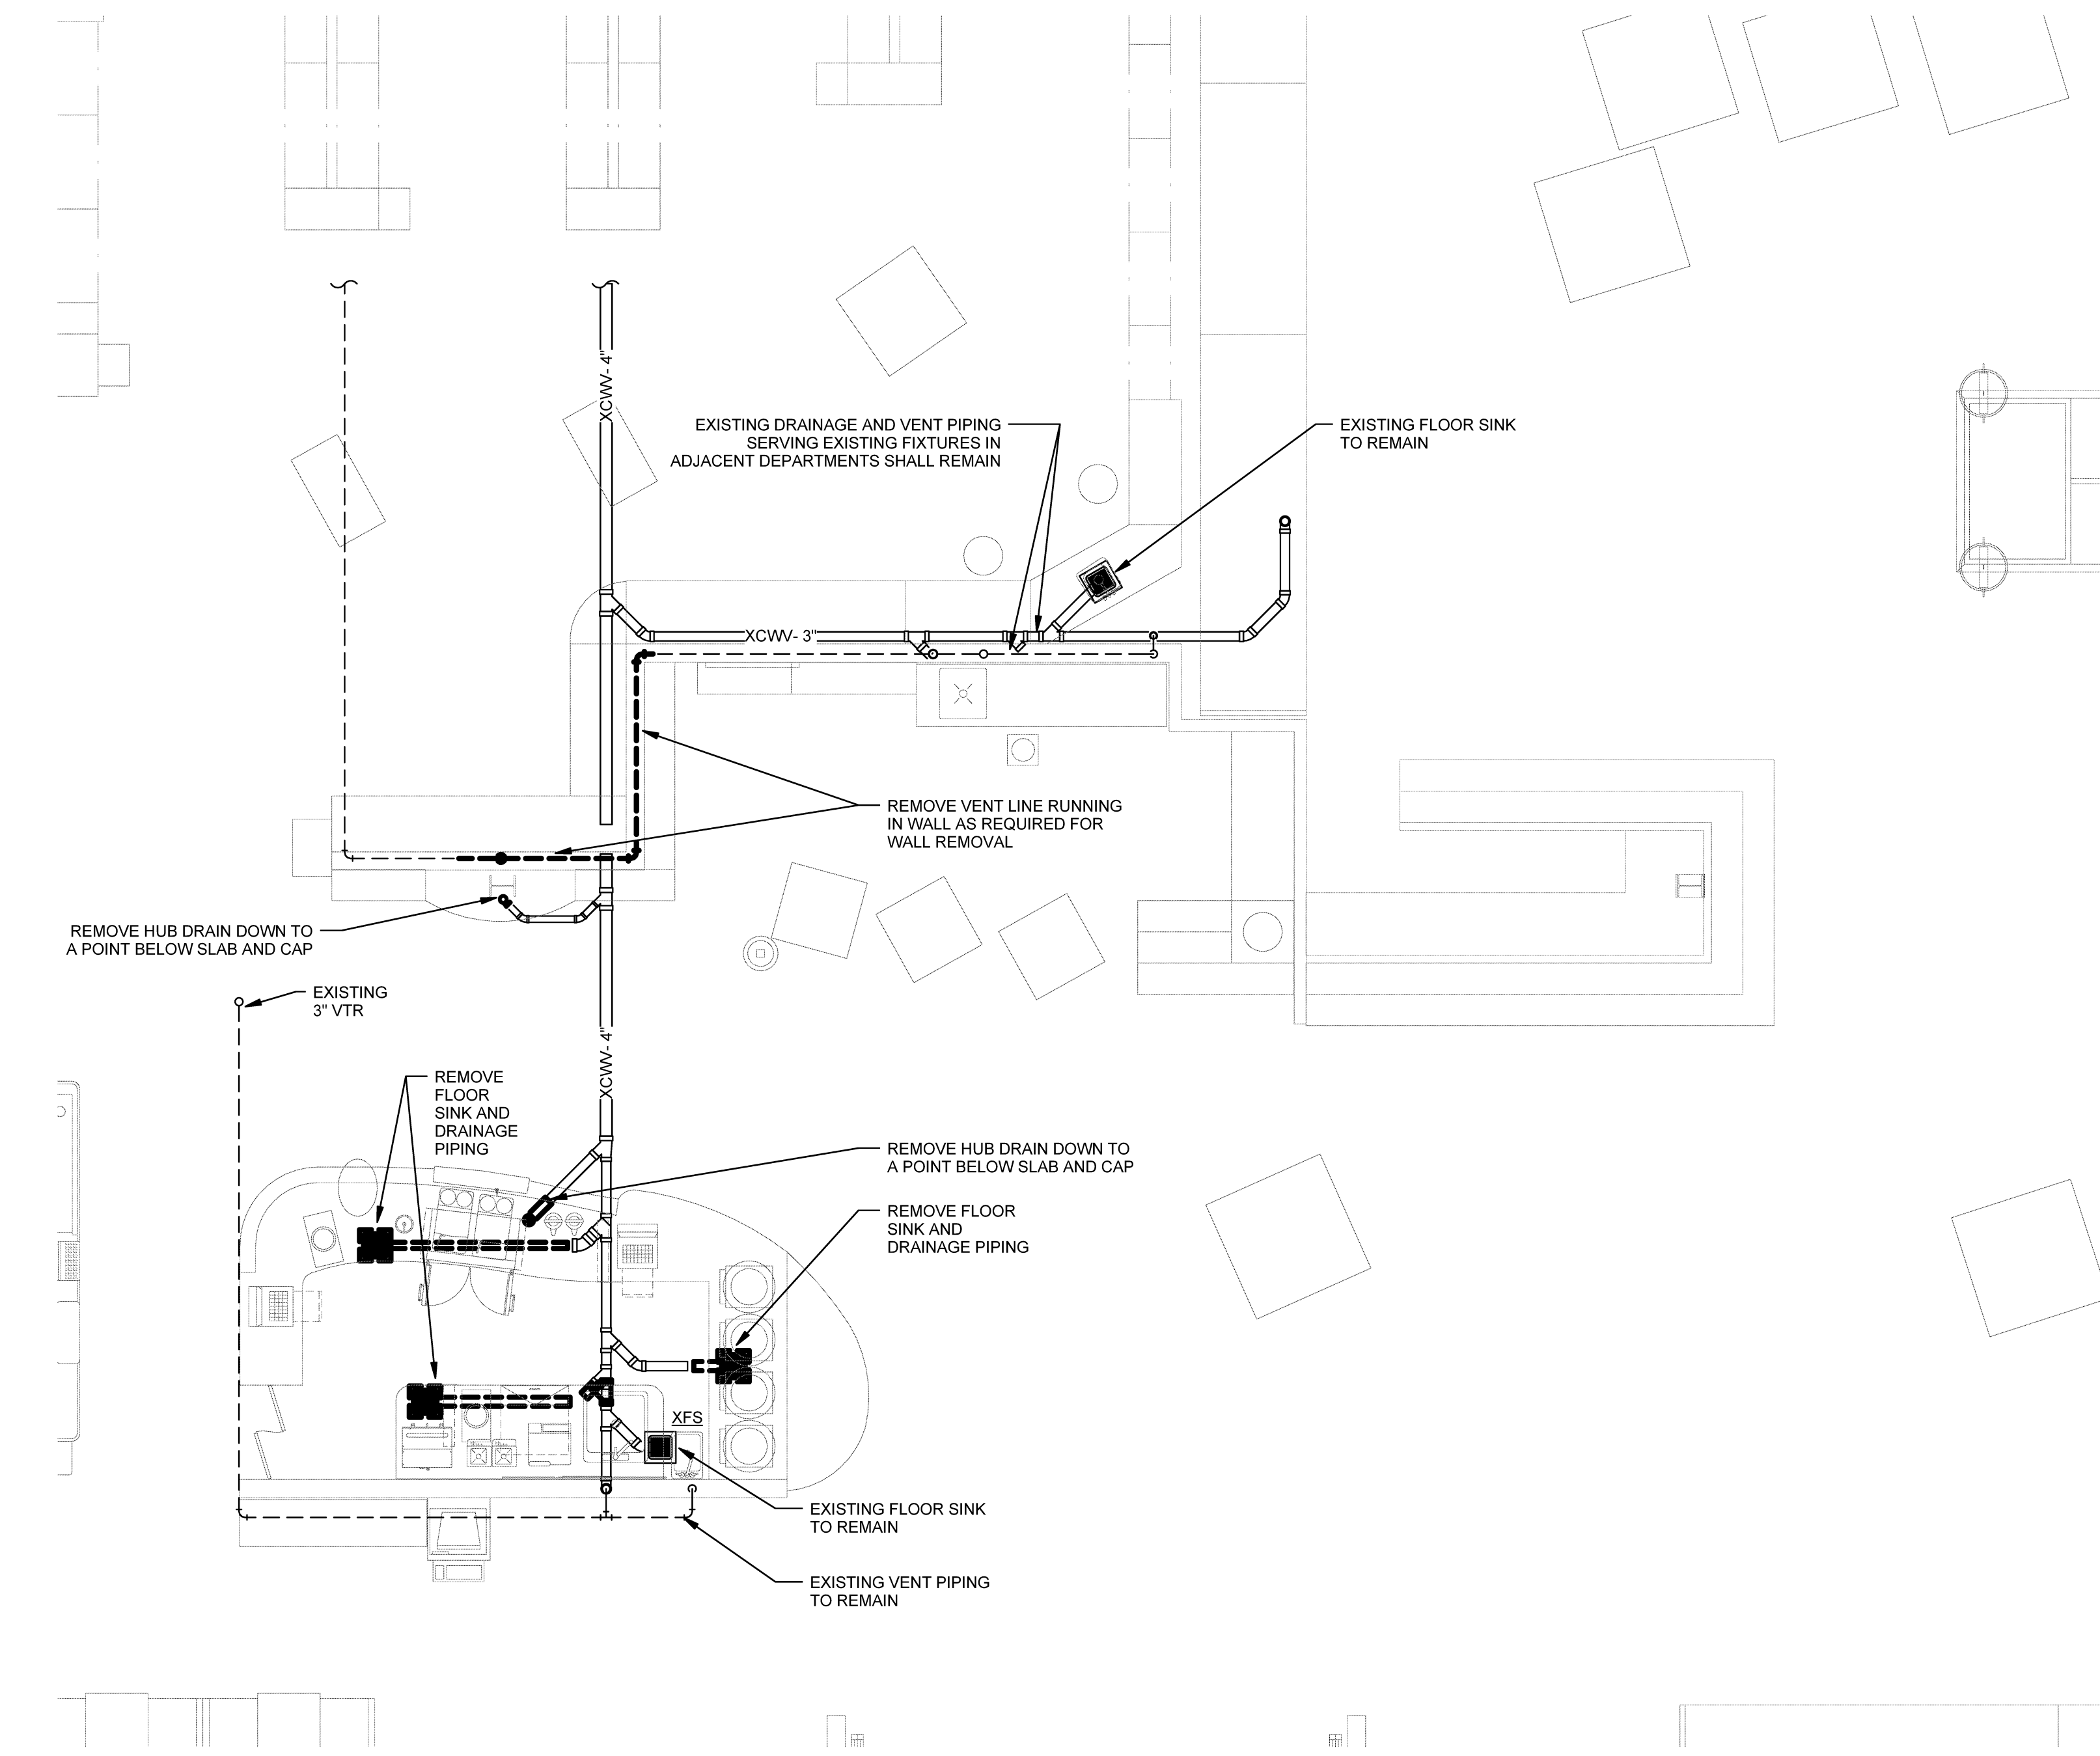 XCWV- 4"
EXISTING DRAINAGE AND VENT PIPING
SERVING EXISTING FIXTURES IN
ADJACENT DEPARTMENTS SHALL REMAIN
EXISTING FLOOR SINK
TO REMAIN
XCWV- 3"
REMOVE VENT LINE RUNNING
IN WALL AS REQUIRED FOR
WALL REMOVAL
REMOVE HUB DRAIN DOWN TO
A POINT BELOW SLAB AND CAP
EXISTING
3" VTR
XCWV- 4"
REMOVE
FLOOR
SINK AND
DRAINAGE
PIPING
REMOVE HUB DRAIN DOWN TO
A POINT BELOW SLAB AND CAP
REMOVE FLOOR
SINK AND
DRAINAGE PIPING
XFS
EXISTING FLOOR SINK
TO REMAIN
EXISTING VENT PIPING
TO REMAIN